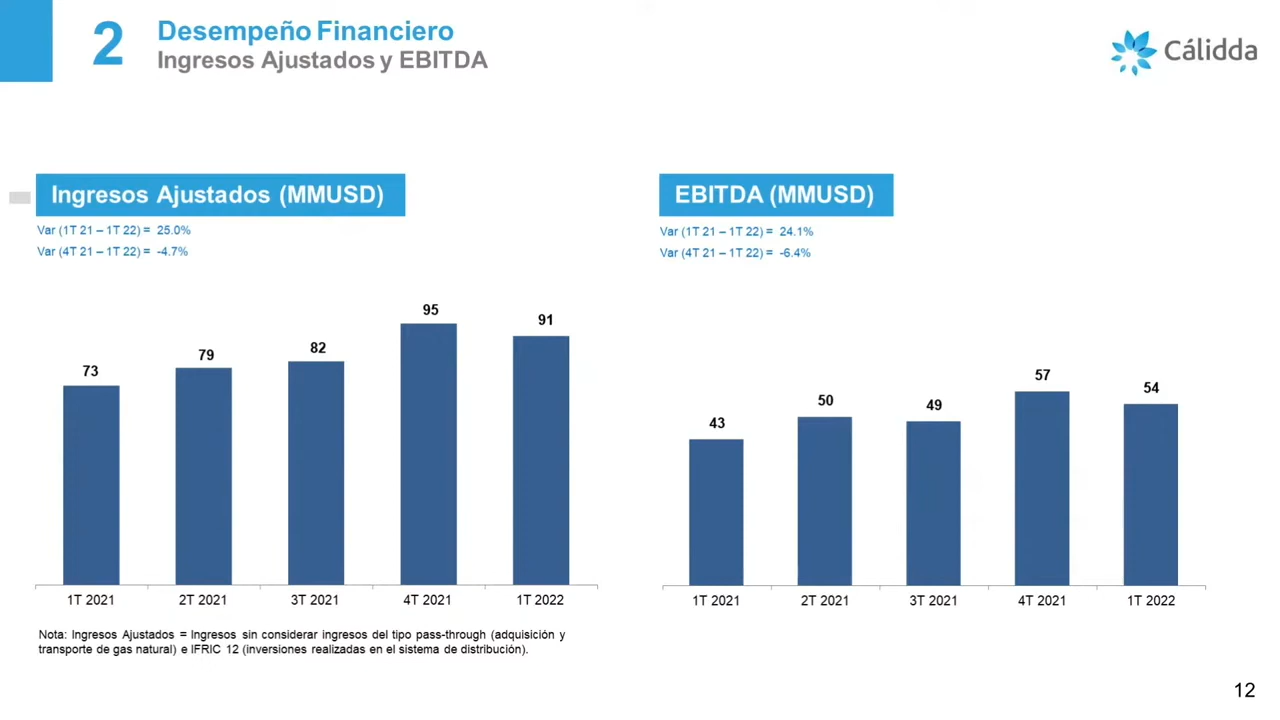 2
Desempeño Financiero
Ingresos Ajustados y EBITDA
Cálidda
Ingresos Ajustados (MMUSD)
Var (1T 21 – 1T 22) = 25.0%
Var (4T 21 – 1T 22) = -4.7%
73
79
82
95
91
1T 2021
2T 2021
3T 2021
4T 2021
1T 2022
Nota: Ingresos Ajustados = Ingresos sin considerar ingresos del tipo pass-through (adquisición y
transporte de gas natural) e IFRIC 12 (inversiones realizadas en el sistema de distribución).
EBITDA (MMUSD)
Var (1T 21 – 1T 22) = 24.1%
Var (4T 21 – 1T 22) = -6.4%
43
50
49
57
54
1T 2021
2T 2021
3T 2021
4T 2021
1T 2022
12